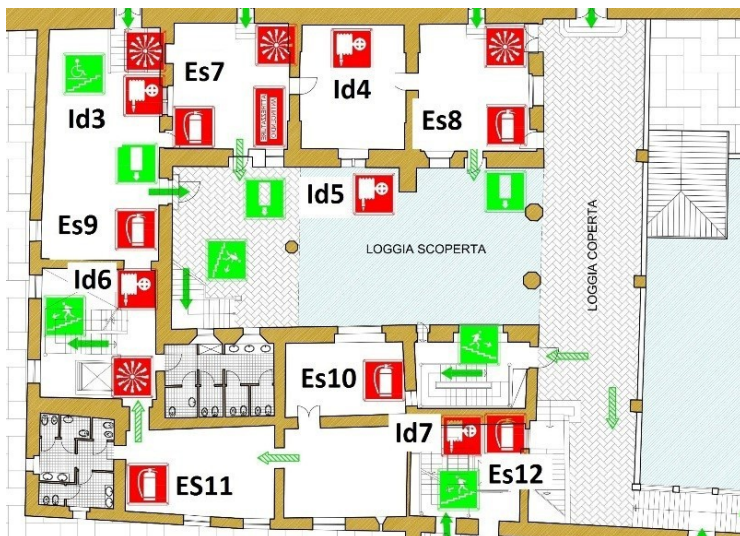 Es7
Id4
Id3
Es8
Id5
Es9
LOGGIA SCOPERTA
LOGGIA COPERTA
Id6
Es10
Id7
ES11
Es12